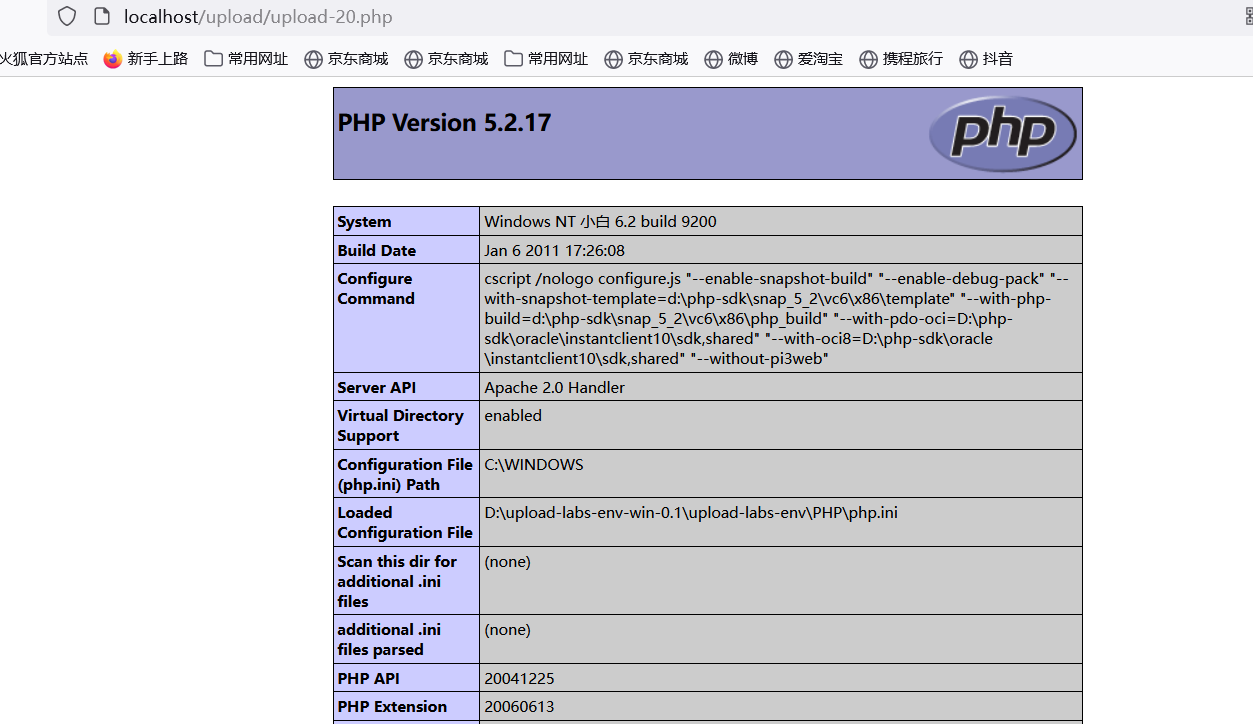 localhost/upload/upload-20.php
火狐官方站点 新手上路 常用网址 京东商城 京东商城 常用网址 京东商城 微博 爱淘宝 携程旅行 抖音
PHP Version 5.2.17
php
System Windows NT 小白 6.2 build 9200
Build Date Jan 6 2011 17:26:08
Configure cscript /nologo configure.js "--enable-snapshot-build" "--enable-debug-pack" "--
Command with-snapshot-template=d:\php-sdk\snap_5_2\vc6\x86\template" "--with-php-
build=d:\php-sdk\snap_5_2\vc6\x86\php_build" "--with-pdo-oci=D:\php-
sdk\oracle\instantclient10\sdk,shared" "--with-oci8=D:\php-sdk\oracle
\instantclient10\sdk,shared" "--without-pi3web"
Server API Apache 2.0 Handler
Virtual Directory enabled
Support
Configuration File C:\WINDOWS
(php.ini) Path
Loaded D:\upload-labs-env-win-0.1\upload-labs-env\PHP\php.ini
Configuration File
Scan this dir for (none)
additional .ini
files
additional .ini (none)
files parsed
PHP API 20041225
PHP Extension 20060613